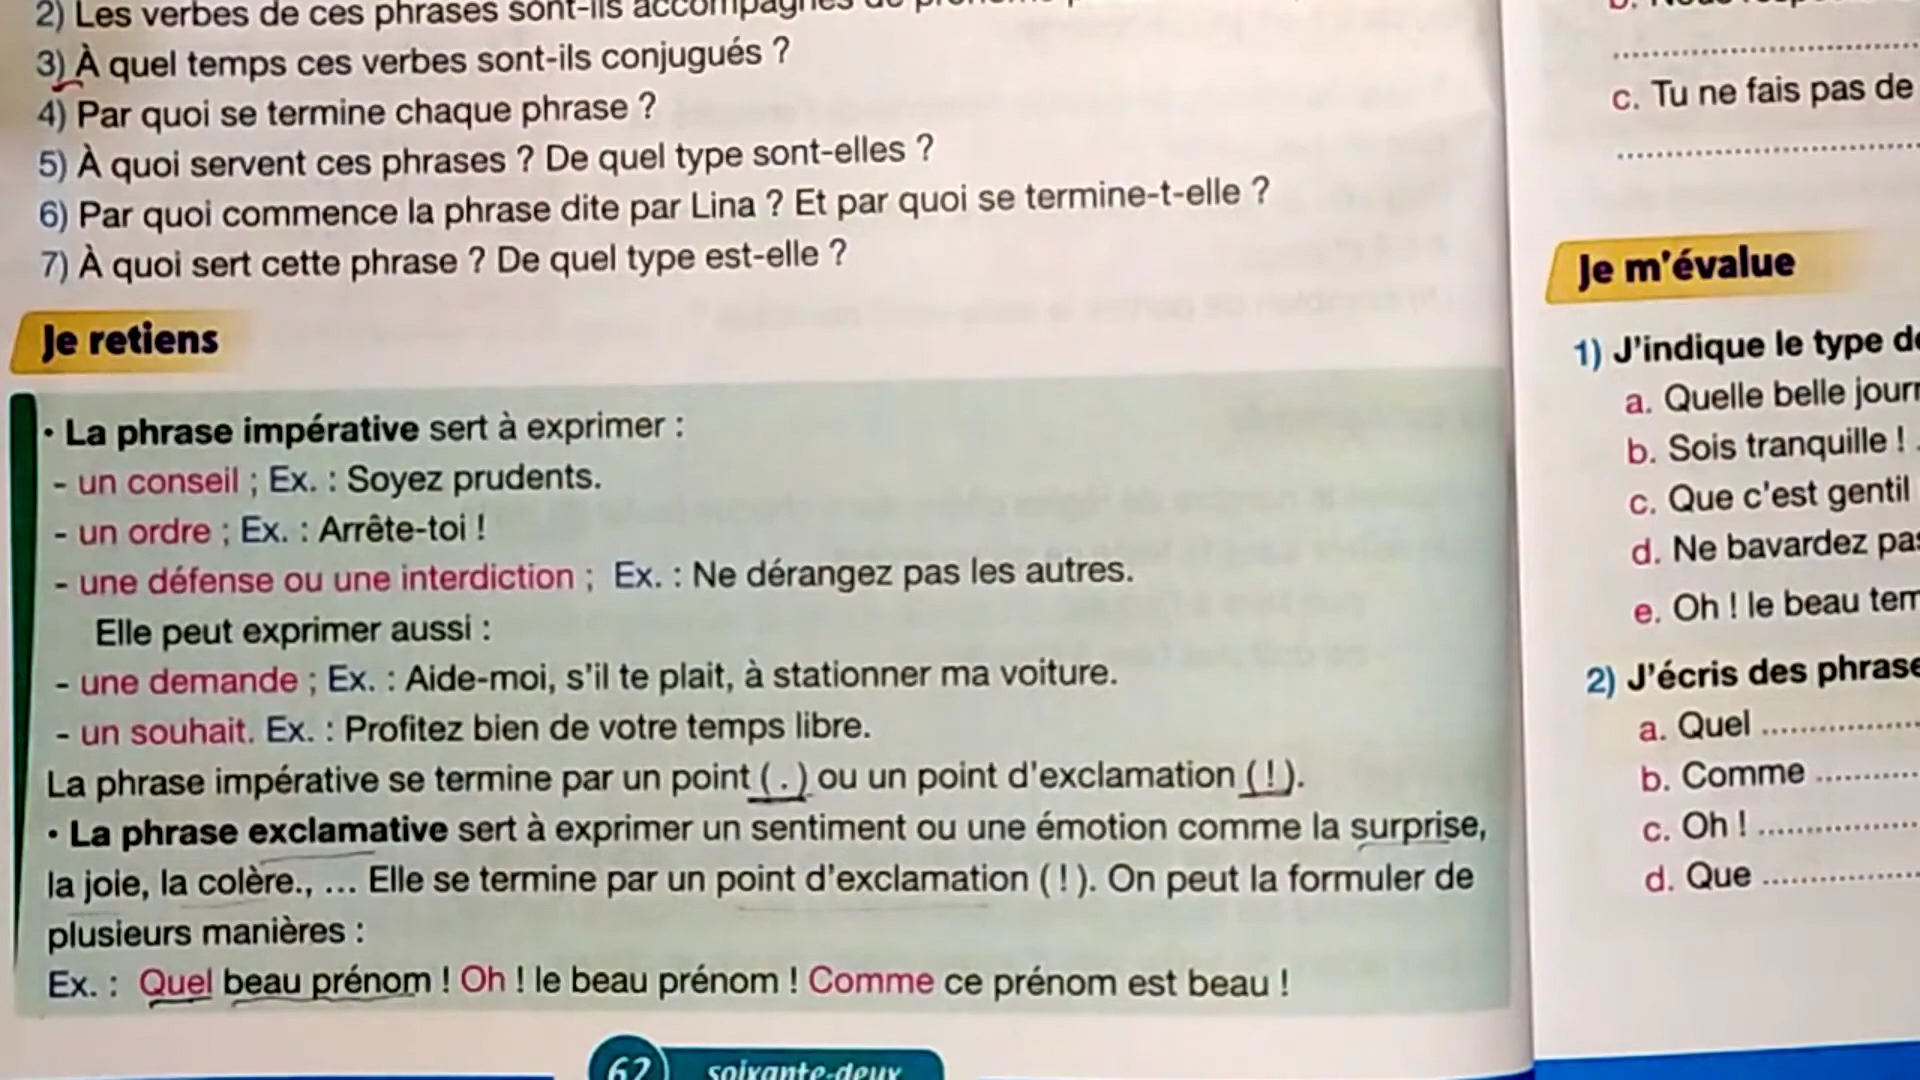 2) Les verbes de ces phrases sont-ils
3) À quel temps ces verbes sont-ils conjugués ?
4) Par quoi se termine chaque phrase ?
5) À quoi servent ces phrases ? De quel type sont-elles ?
6) Par quoi commence la phrase dite par Lina ? Et par quoi se termine-t-elle ?
7) À quoi sert cette phrase ? De quel type est-elle ?
Je retiens
• La phrase impérative sert à exprimer :
- un conseil ; Ex. : Soyez prudents.
- un ordre ; Ex. : Arrête-toi !
- une défense ou une interdiction ; Ex. : Ne dérangez pas les autres.
Elle peut exprimer aussi :
- une demande ; Ex. : Aide-moi, s'il te plait, à stationner ma voiture.
- un souhait. Ex. : Profitez bien de votre temps libre.
La phrase impérative se termine par un point ( . ) ou un point d'exclamation ( ! ).
• La phrase exclamative sert à exprimer un sentiment ou une émotion comme la surprise,
la joie, la colère., ... Elle se termine par un point d'exclamation ( ! ). On peut la formuler de
plusieurs manières :
Ex. : Quel beau prénom ! Oh ! le beau prénom ! Comme ce prénom est beau !
62 soixante-deux
c. Tu ne fais pas de
Je m'évalue
1) J'indique le type
a. Quelle belle
b. Sois tranquille !
c. Que c'est gentil
d. Ne bavardez
e. Oh ! le beau
2) J'écris des
a. Quel
b. Comme
c. Oh !
d. Que